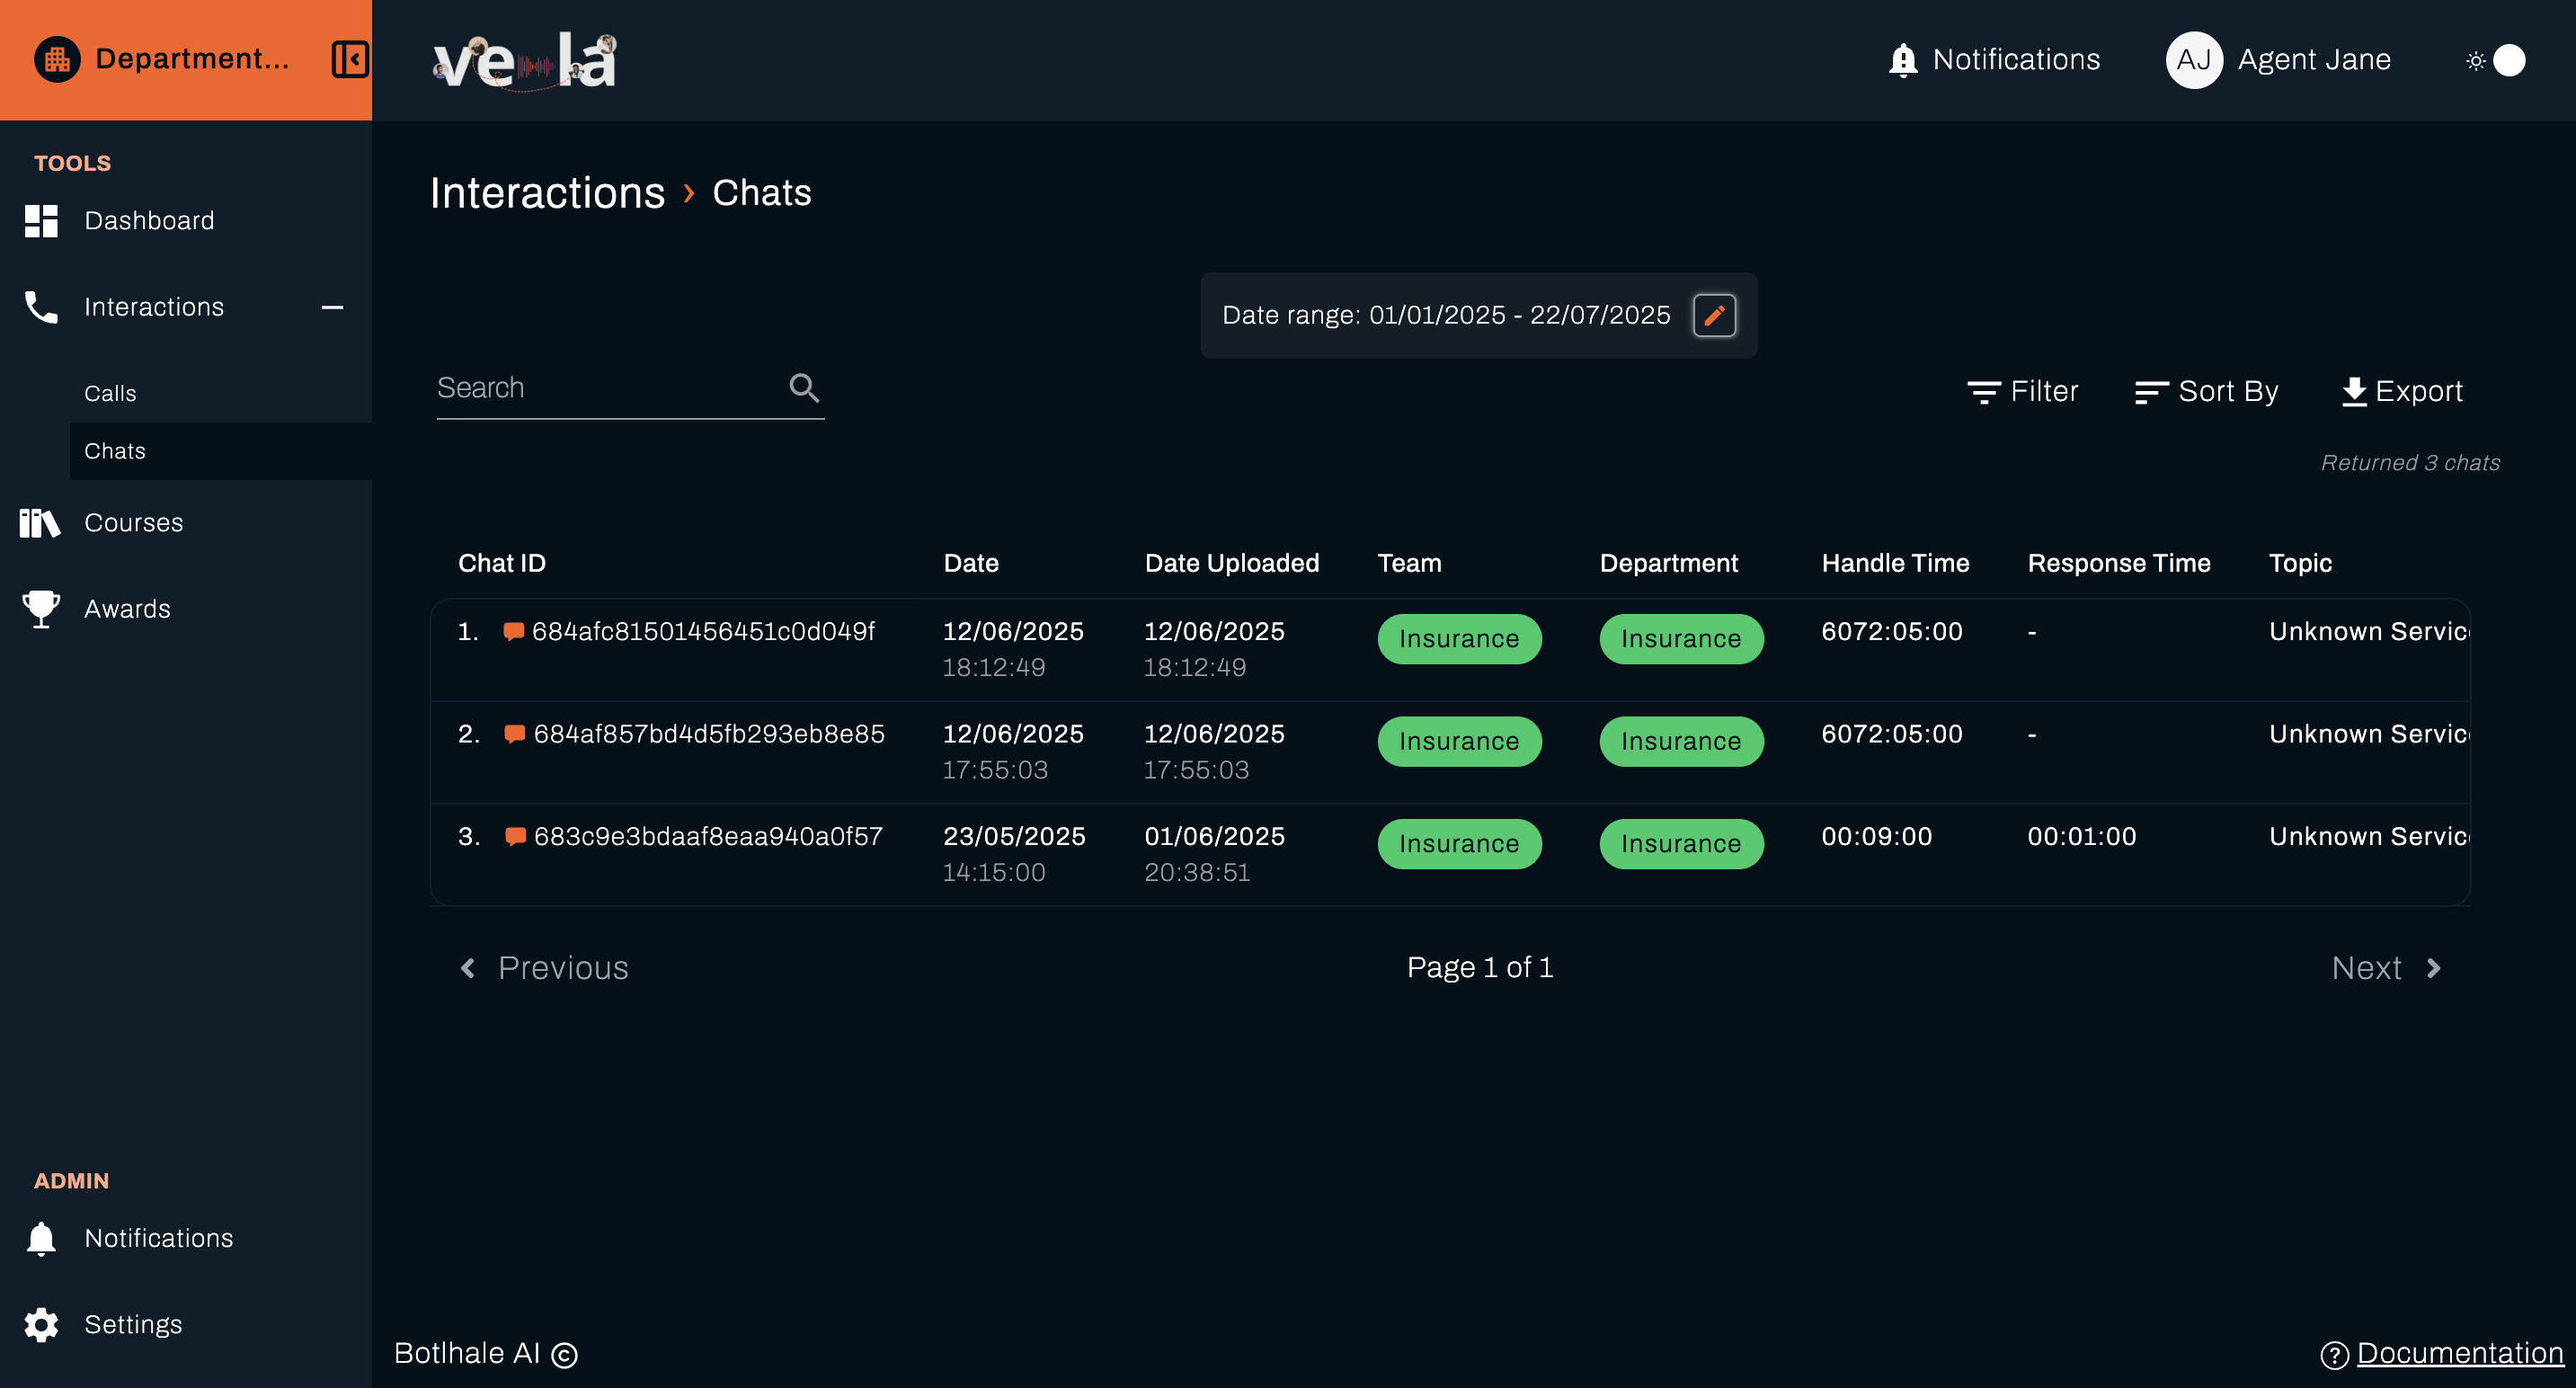 Department...
vela
Notifications
AJ
Agent Jane
TOOLS
Dashboard
Interactions
Calls
Chats
Courses
Awards
ADMIN
Notifications
Settings
Interactions › Chats
Date range: 01/01/2025 - 22/07/2025
Search
Filter
Sort By
Export
Returned 3 chats
Chat ID Date Date Uploaded Team Department Handle Time Response Time Topic
1. 684afc81501456451c0d049f 12/06/2025 12/06/2025 Insurance Insurance 6072:05:00 - Unknown Servic
18:12:49 18:12:49
2. 684af857bd4d5fb293eb8e85 12/06/2025 12/06/2025 Insurance Insurance 6072:05:00 - Unknown Servic
17:55:03 17:55:03
3. 683c9e3bdaaf8eaa940a0f57 23/05/2025 01/06/2025 Insurance Insurance 00:09:00 00:01:00 Unknown Servic
14:15:00 20:38:51
Previous
Page 1 of 1
Next
Botlhale AI ©
? Documentation